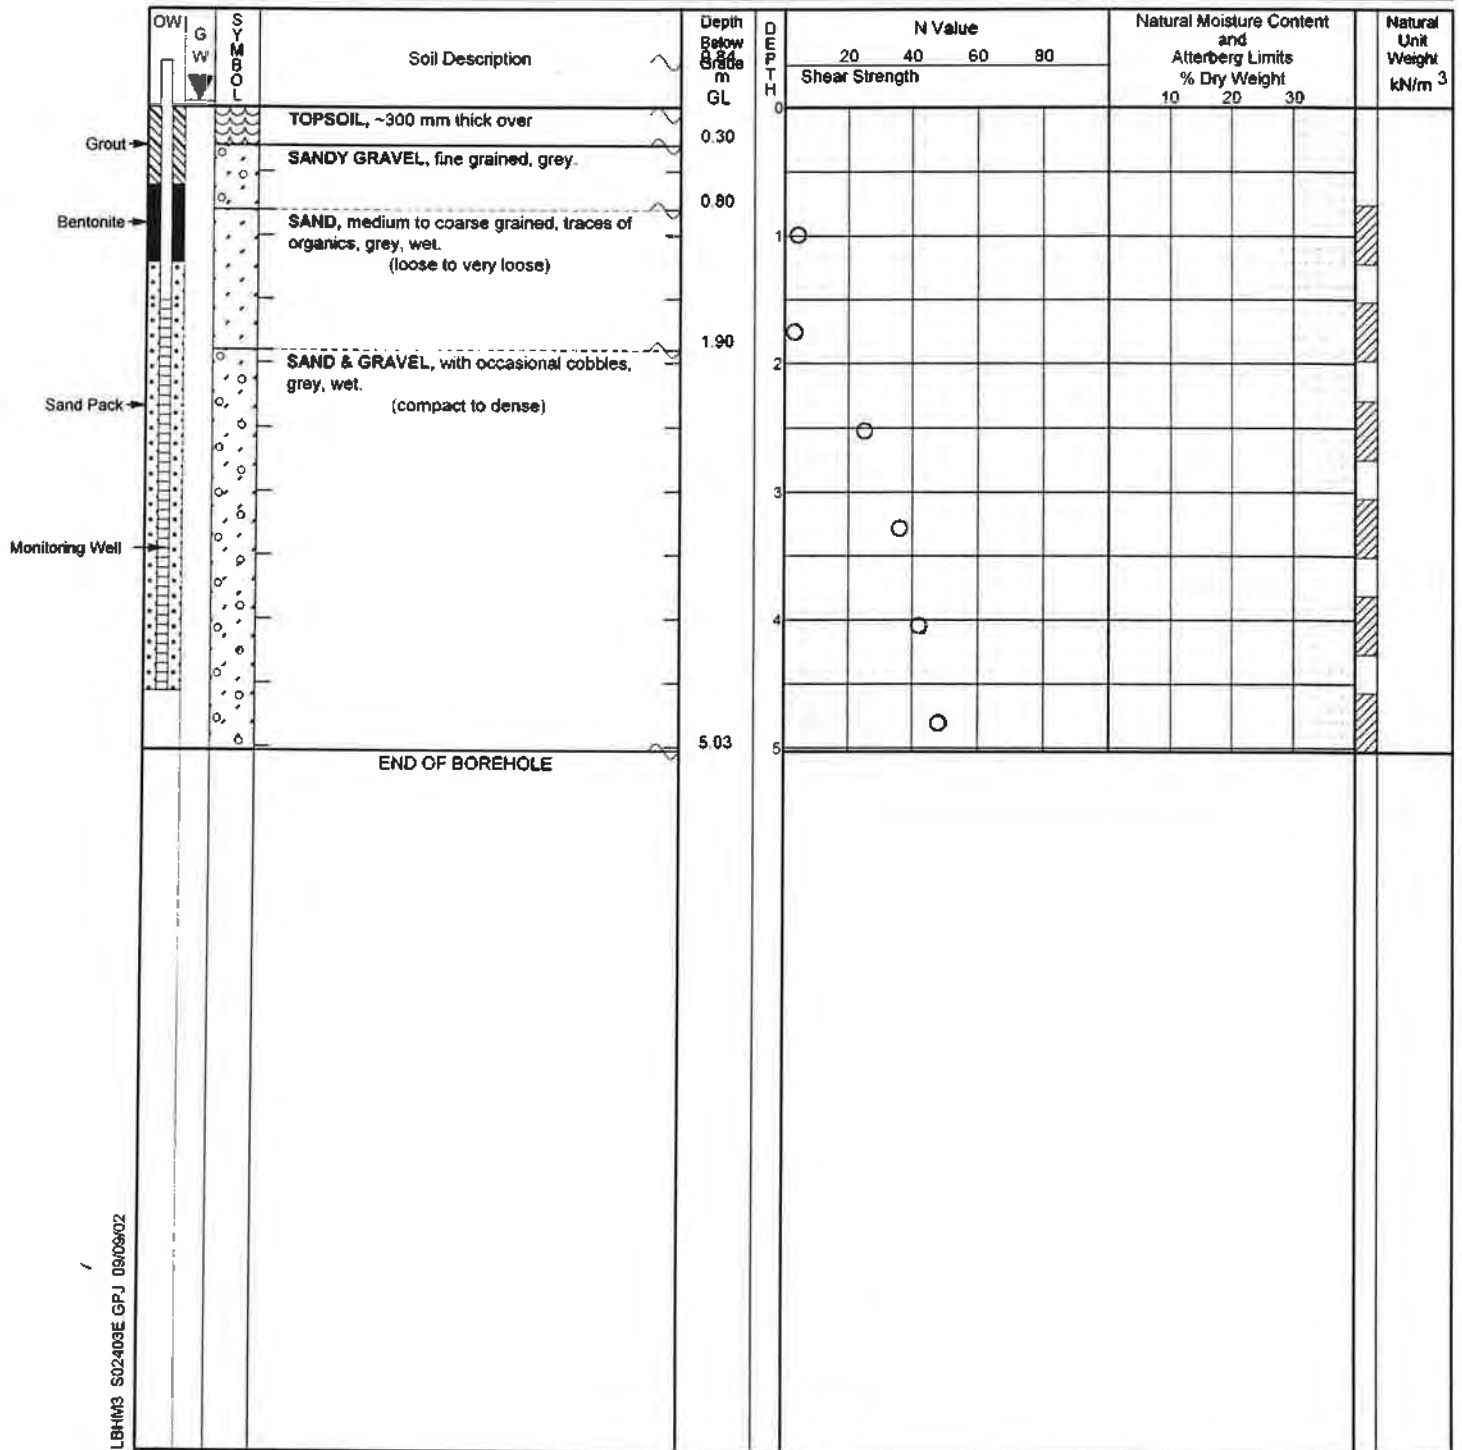 OW
G
W
SYMBOL
Soil Description
Depth
Below
Grade
0.84
m
GL
DEPTH
N Value
20 40 60 80
Shear Strength
Natural Moisture Content
and
Atterberg Limits
% Dry Weight
10 20 30
Natural
Unit
Weight
kN/m 3
0
TOPSOIL, ~300 mm thick over
Grout
0.30
SANDY GRAVEL, fine grained, grey.
0.80
Bentonite
SAND, medium to coarse grained, traces of
organics, grey, wet.
(loose to very loose)
1
1.90
SAND & GRAVEL, with occasional cobbles,
grey, wet.
(compact to dense)
2
Sand Pack
3
Monitoring Well
4
5.03
5
END OF BOREHOLE
LBHM3 S02403E.GPJ 09/09/02